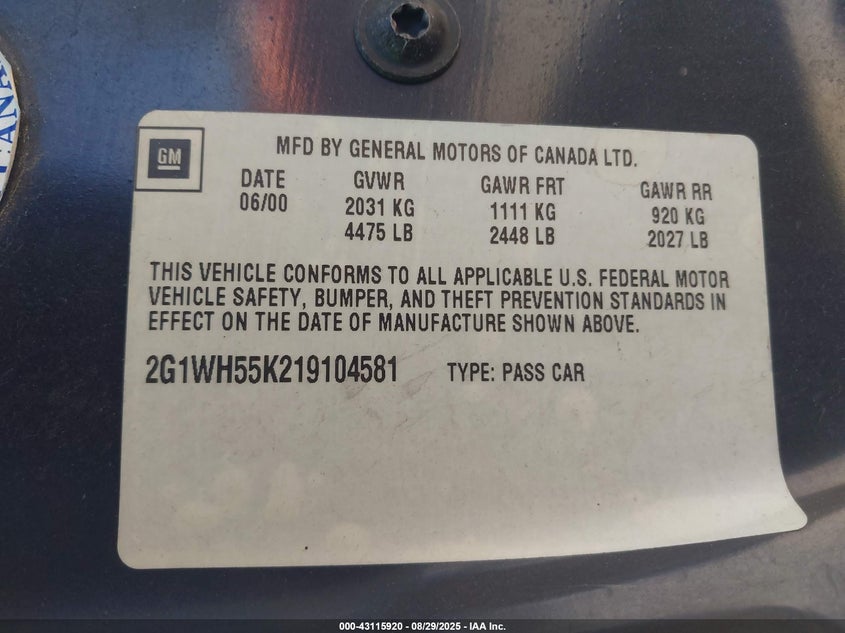 CANA
GM
MFD BY GENERAL MOTORS OF CANADA LTD.
DATE GVWR GAWR FRT GAWR RR
06/00 2031 KG 1111 KG 920 KG
4475 LB 2448 LB 2027 LB
THIS VEHICLE CONFORMS TO ALL APPLICABLE U.S. FEDERAL MOTOR
VEHICLE SAFETY, BUMPER, AND THEFT PREVENTION STANDARDS IN
EFFECT ON THE DATE OF MANUFACTURE SHOWN ABOVE.
2G1WH55K219104581 TYPE: PASS CAR
000-43115920 - 08/29/2025 - IAA Inc.